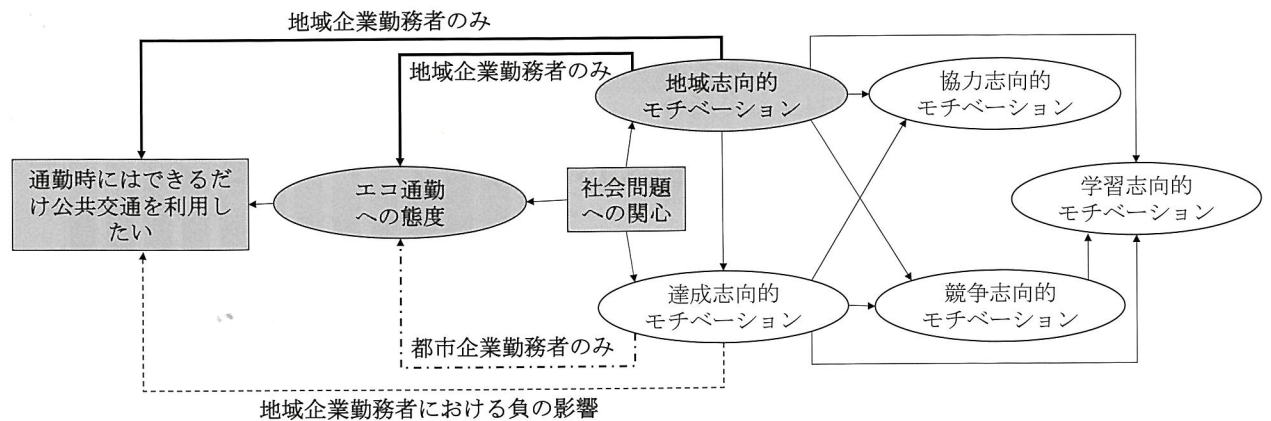 地域企業勤務者のみ
地域企業勤務者のみ
地域志向的
モチベーション
協力志向的
モチベーション
通勤時にはできるだ
け公共交通を利用し
たい
エコ通勤
への態度
社会問題
への関心
学習志向的
モチベーション
達成志向的
モチベーション
競争志向的
モチベーション
都市企業勤務者のみ
地域企業勤務者における負の影響